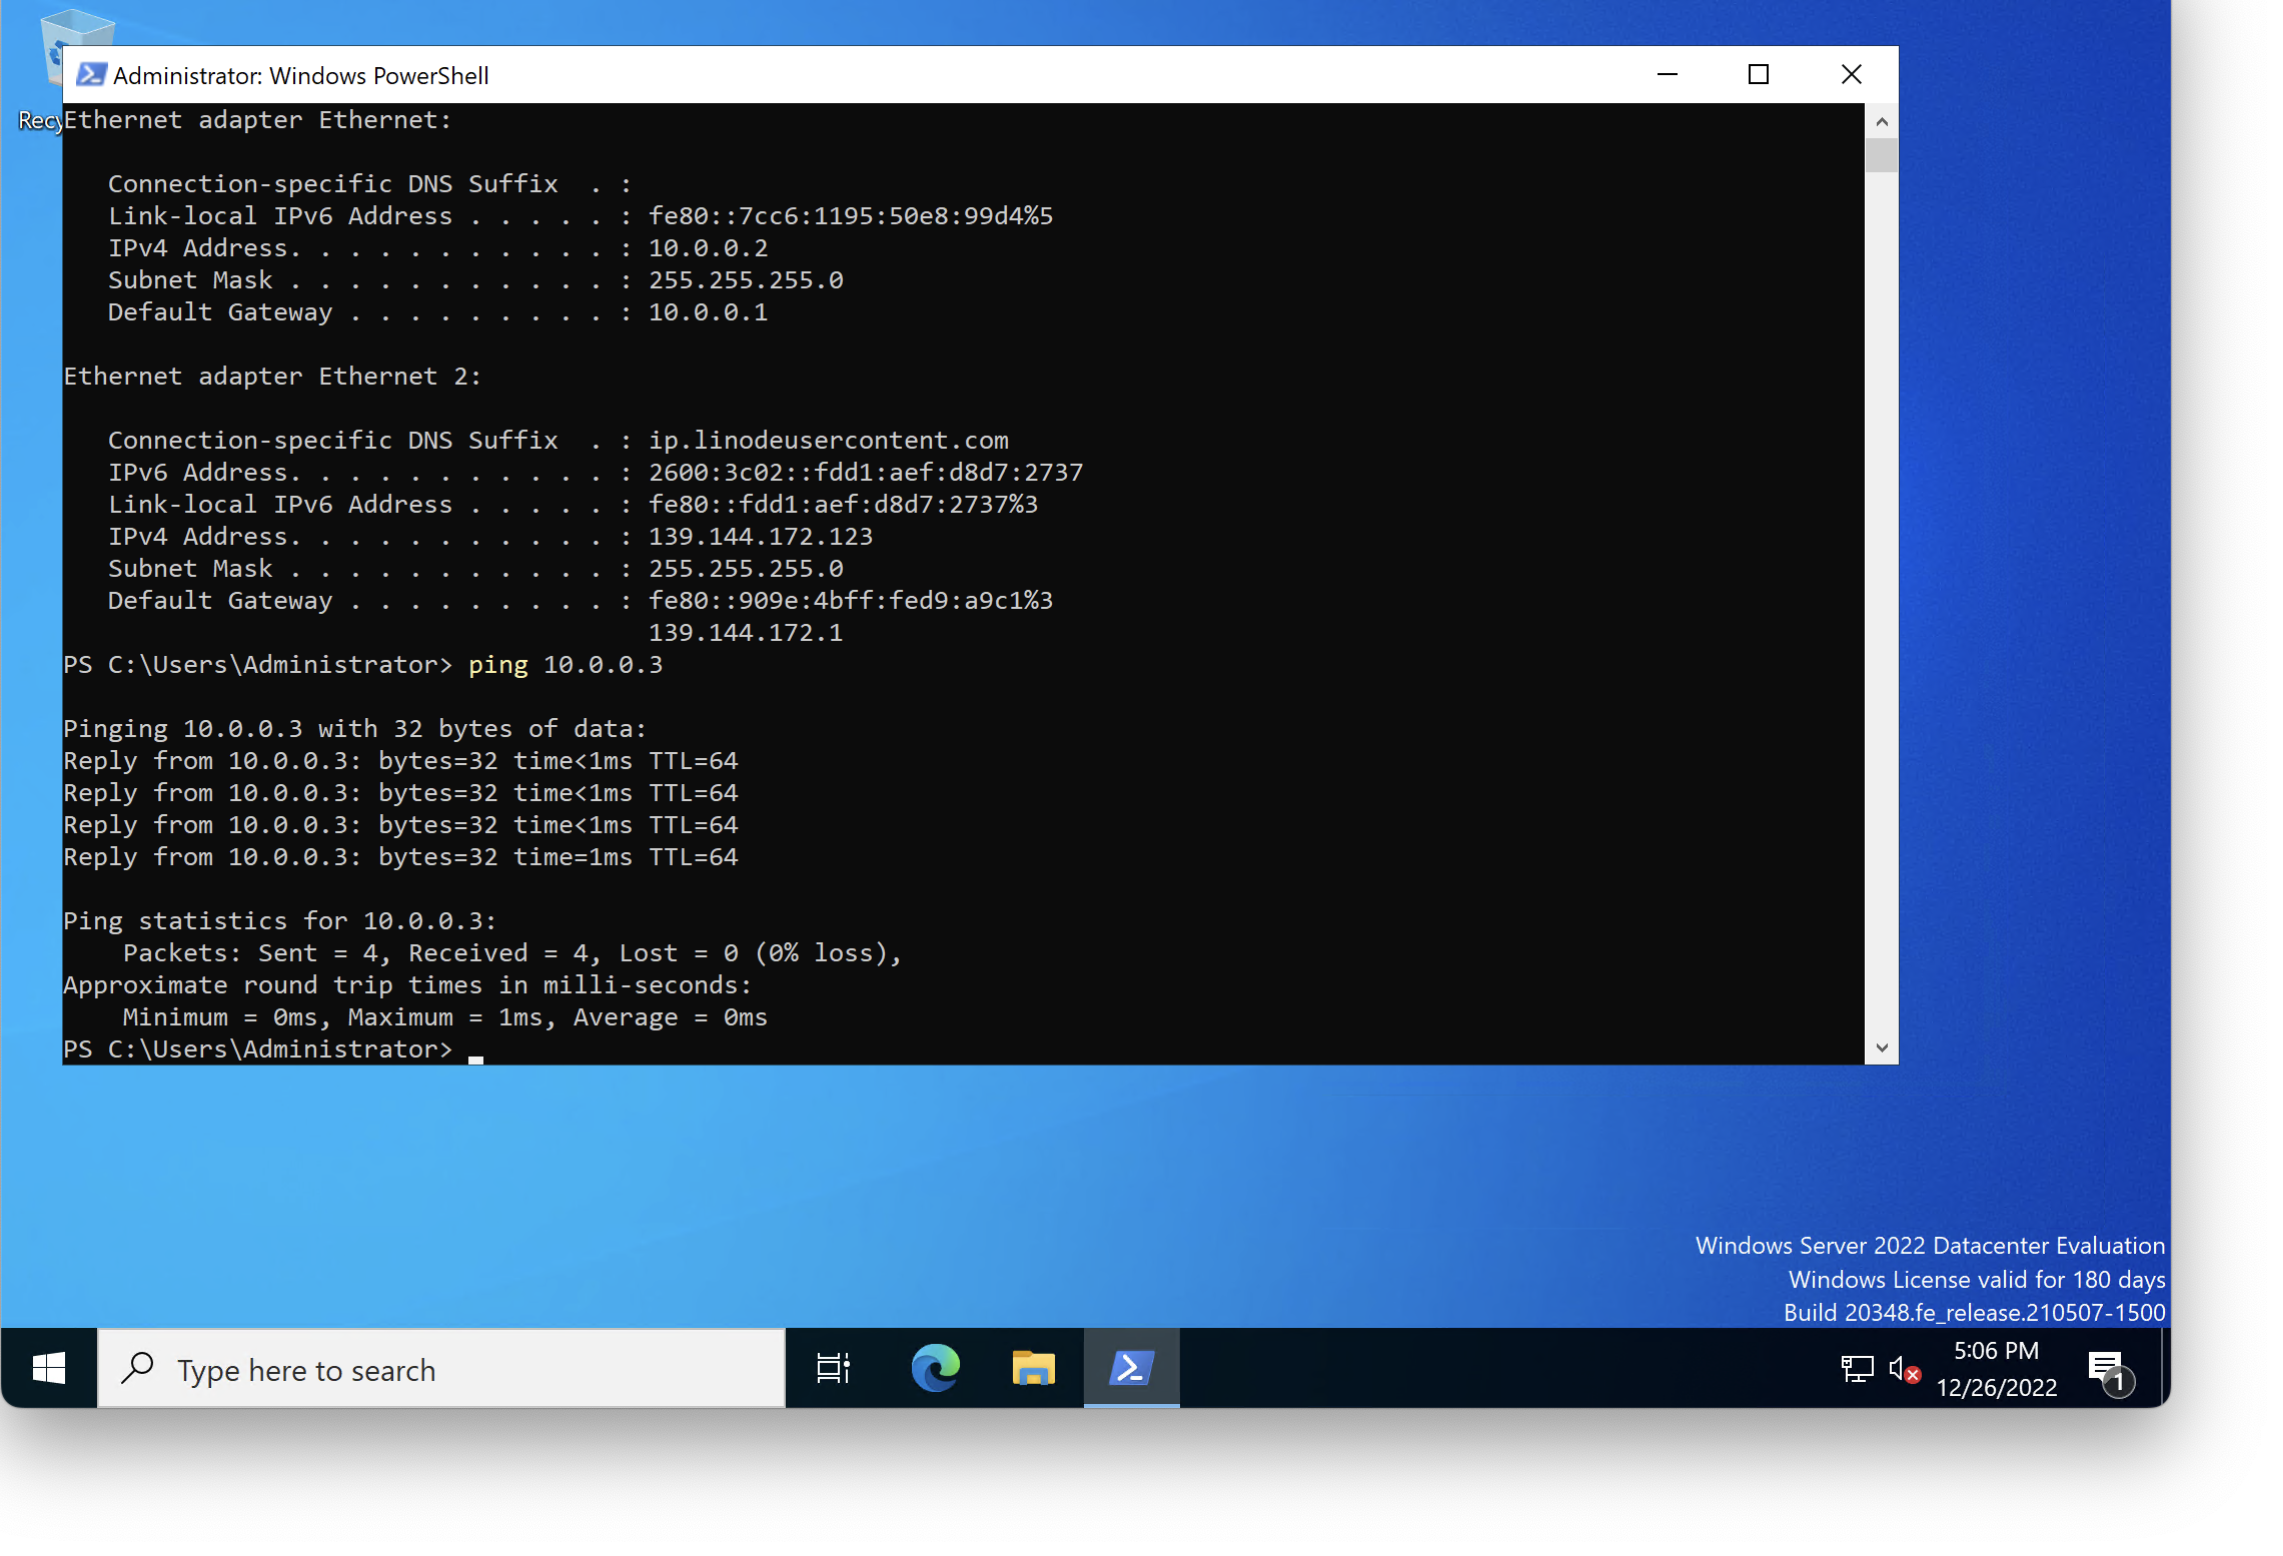 Administrator: Windows PowerShell
Recy
Ethernet adapter Ethernet:
Connection-specific DNS Suffix  . :
Link-local IPv6 Address . . . . . : fe80::7cc6:1195:50e8:99d4%5
IPv4 Address. . . . . . . . . . . : 10.0.0.2
Subnet Mask . . . . . . . . . . . : 255.255.255.0
Default Gateway . . . . . . . . . : 10.0.0.1
Ethernet adapter Ethernet 2:
Connection-specific DNS Suffix  . : ip.linodeusercontent.com
IPv6 Address. . . . . . . . . . . : 2600:3c02::fdd1:aef:d8d7:2737
Link-local IPv6 Address . . . . . : fe80::fdd1:aef:d8d7:2737%3
IPv4 Address. . . . . . . . . . . : 139.144.172.123
Subnet Mask . . . . . . . . . . . : 255.255.255.0
Default Gateway . . . . . . . . . : fe80::909e:4bff:fed9:a9c1%3
139.144.172.1
PS C:\Users\Administrator> ping 10.0.0.3
Pinging 10.0.0.3 with 32 bytes of data:
Reply from 10.0.0.3: bytes=32 time<1ms TTL=64
Reply from 10.0.0.3: bytes=32 time<1ms TTL=64
Reply from 10.0.0.3: bytes=32 time<1ms TTL=64
Reply from 10.0.0.3: bytes=32 time=1ms TTL=64
Ping statistics for 10.0.0.3:
Packets: Sent = 4, Received = 4, Lost = 0 (0% loss),
Approximate round trip times in milli-seconds:
Minimum = 0ms, Maximum = 1ms, Average = 0ms
PS C:\Users\Administrator>
Windows Server 2022 Datacenter Evaluation
Windows License valid for 180 days
Build 20348.fe_release.210507-1500
Type here to search
5:06 PM
12/26/2022
1